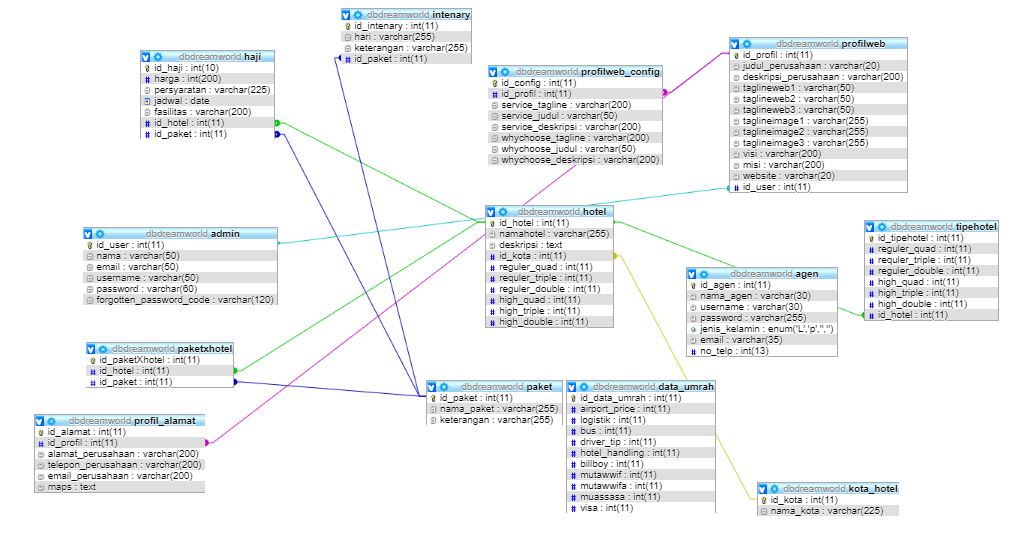 dbdreamworld intenary
id_intenary : int(11)
hari : varchar(255)
keterangan : varchar(255)
id_paket : int(11)
dbdreamworld haji
id_haji : int(10)
harga : int(200)
persyaratan : varchar(225)
jadwal : date
fasilitas : varchar(200)
id_hotel : int(11)
id_paket : int(11)
dbdreamworld profilweb_config
id_config : int(11)
id_profil : int(11)
service_tagline : varchar(200)
service_judul : varchar(50)
service_deskripsi : varchar(200)
whychoose_tagline : varchar(200)
whychoose_judul : varchar(50)
whychoose_deskripsi : varchar(200)
dbdreamworld profilweb
id_profil : int(11)
judul_perusahaan : varchar(20)
deskripsi_perusahaan : varchar(200)
taglineweb1 : varchar(50)
taglineweb2 : varchar(50)
taglineweb3 : varchar(50)
taglineimage1 : varchar(255)
taglineimage2 : varchar(255)
taglineimage3 : varchar(255)
visi : varchar(200)
misi : varchar(200)
website : varchar(20)
id_user : int(11)
dbdreamworld admin
id_user : int(11)
nama : varchar(50)
email : varchar(50)
username : varchar(50)
password : varchar(60)
forgotten_password_code : varchar(120)
dbdreamworld hotel
id_hotel : int(11)
namahotel : varchar(255)
deskripsi : text
id_kota : int(11)
reguler_quad : int(11)
requler_triple : int(11)
reguler_double : int(11)
high_quad : int(11)
high_triple : int(11)
high_double : int(11)
dbdreamworld agen
id_agen : int(11)
nama_agen : varchar(30)
username : varchar(30)
password : varchar(255)
jenis_kelamin : enum('L','p','','')
email : varchar(35)
no_telp : int(13)
dbdreamworld tipehotel
id_tipehotel : int(11)
reguler_quad : int(11)
requler_triple : int(11)
reguler_double : int(11)
high_quad : int(11)
high_triple : int(11)
high_double : int(11)
id_hotel : int(11)
dbdreamworld paketxhotel
id_paketXhotel : int(11)
id_hotel : int(11)
id_paket : int(11)
dbdreamworld profil_alamat
id_alamat : int(11)
id_profil : int(11)
alamat_perusahaan : varchar(200)
telepon_perusahaan : varchar(200)
email_perusahaan : varchar(200)
maps : text
dbdreamworld paket
id_paket : int(11)
nama_paket : varchar(255)
keterangan : varchar(255)
dbdreamworld data_umrah
id_data_umrah : int(11)
airport_price : int(11)
logistik : int(11)
bus : int(11)
driver_tip : int(11)
hotel_handling : int(11)
billboy : int(11)
mutawwif : int(11)
mutawwifa : int(11)
muassasa : int(11)
visa : int(11)
dbdreamworld kota_hotel
id_kota : int(11)
nama_kota : varchar(225)